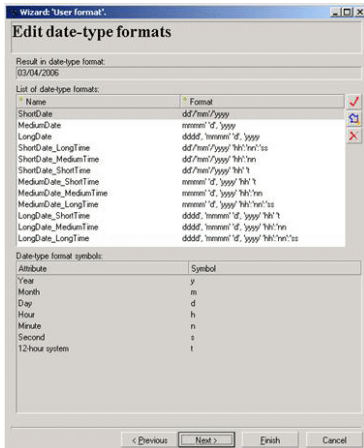 Wizard: 'User format'.
Edit date-type formats
Result in date-type format:
03/04/2006
List of date-type formats:
* Name * Format
ShortDate dd'/'mm'/'yyyy
MediumDate mmmm' 'd', 'yyyy
LongDate dddd', 'mmmm' 'd', 'yyyy
ShortDate_LongTime dd'/'mm'/'yyyy' 'hh':'nn':'ss
ShortDate_MediumTime dd'/'mm'/'yyyy' 'hh':'nn
ShortDate_ShortTime dd'/'mm'/'yyyy' 'hh' 't
MediumDate_ShortTime mmmm' 'd', 'yyyy' 'hh' 't
MediumDate_MediumTime mmmm' 'd', 'yyyy' 'hh':'nn
MediumDate_LongTime mmmm' 'd', 'yyyy' 'hh':'nn':'ss
LongDate_ShortTime dddd', 'mmmm' 'd', 'yyyy' 'hh' 't
LongDate_MediumTime dddd', 'mmmm' 'd', 'yyyy' 'hh':'nn
LongDate_LongTime dddd', 'mmmm' 'd', 'yyyy' 'hh':'nn':'ss
Date-type format symbols:
Attribute Symbol
Year y
Month m
Day d
Hour h
Minute n
Second s
12-hour system t
< Previous Next > Finish Cancel